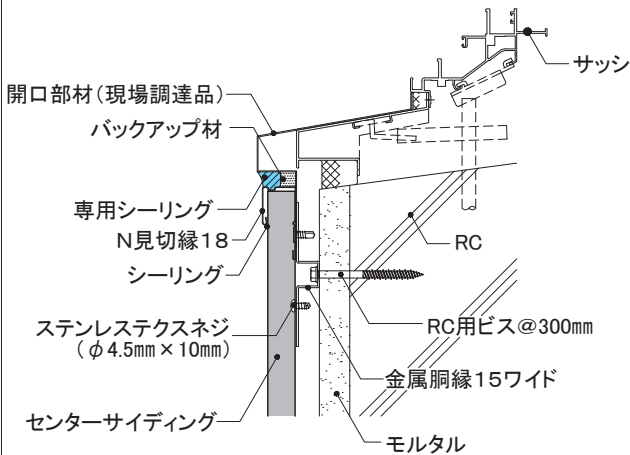 サッシ
開口部材（現場調達品）
バックアップ材
専用シーリング
N見切縁18
シーリング
RC
ステンレステクスネジ
（φ4.5mm×10mm）
RC用ビス@300mm
金属胴縁15ワイド
センターサイディング
モルタル